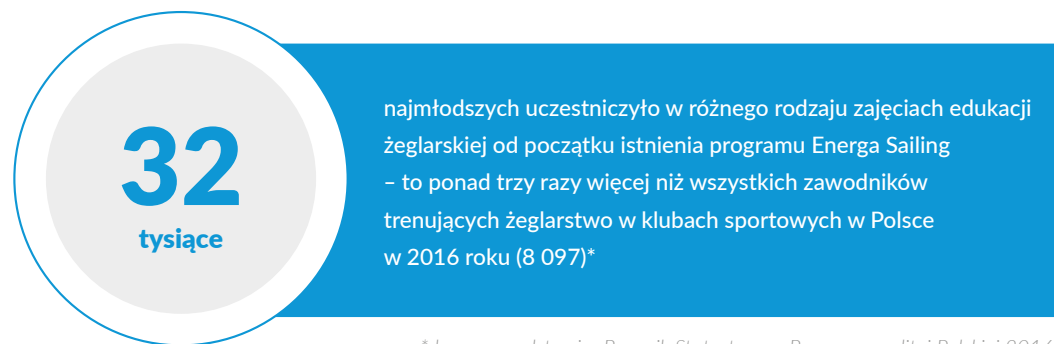 32
tysiące
najmłodszych uczestniczyło w różnego rodzaju zajęciach edukacji
żeglarskiej od początku istnienia programu Energa Sailing
– to ponad trzy razy więcej niż wszystkich zawodników
trenujących żeglarstwo w klubach sportowych w Polsce
w 2016 roku (8 097)*